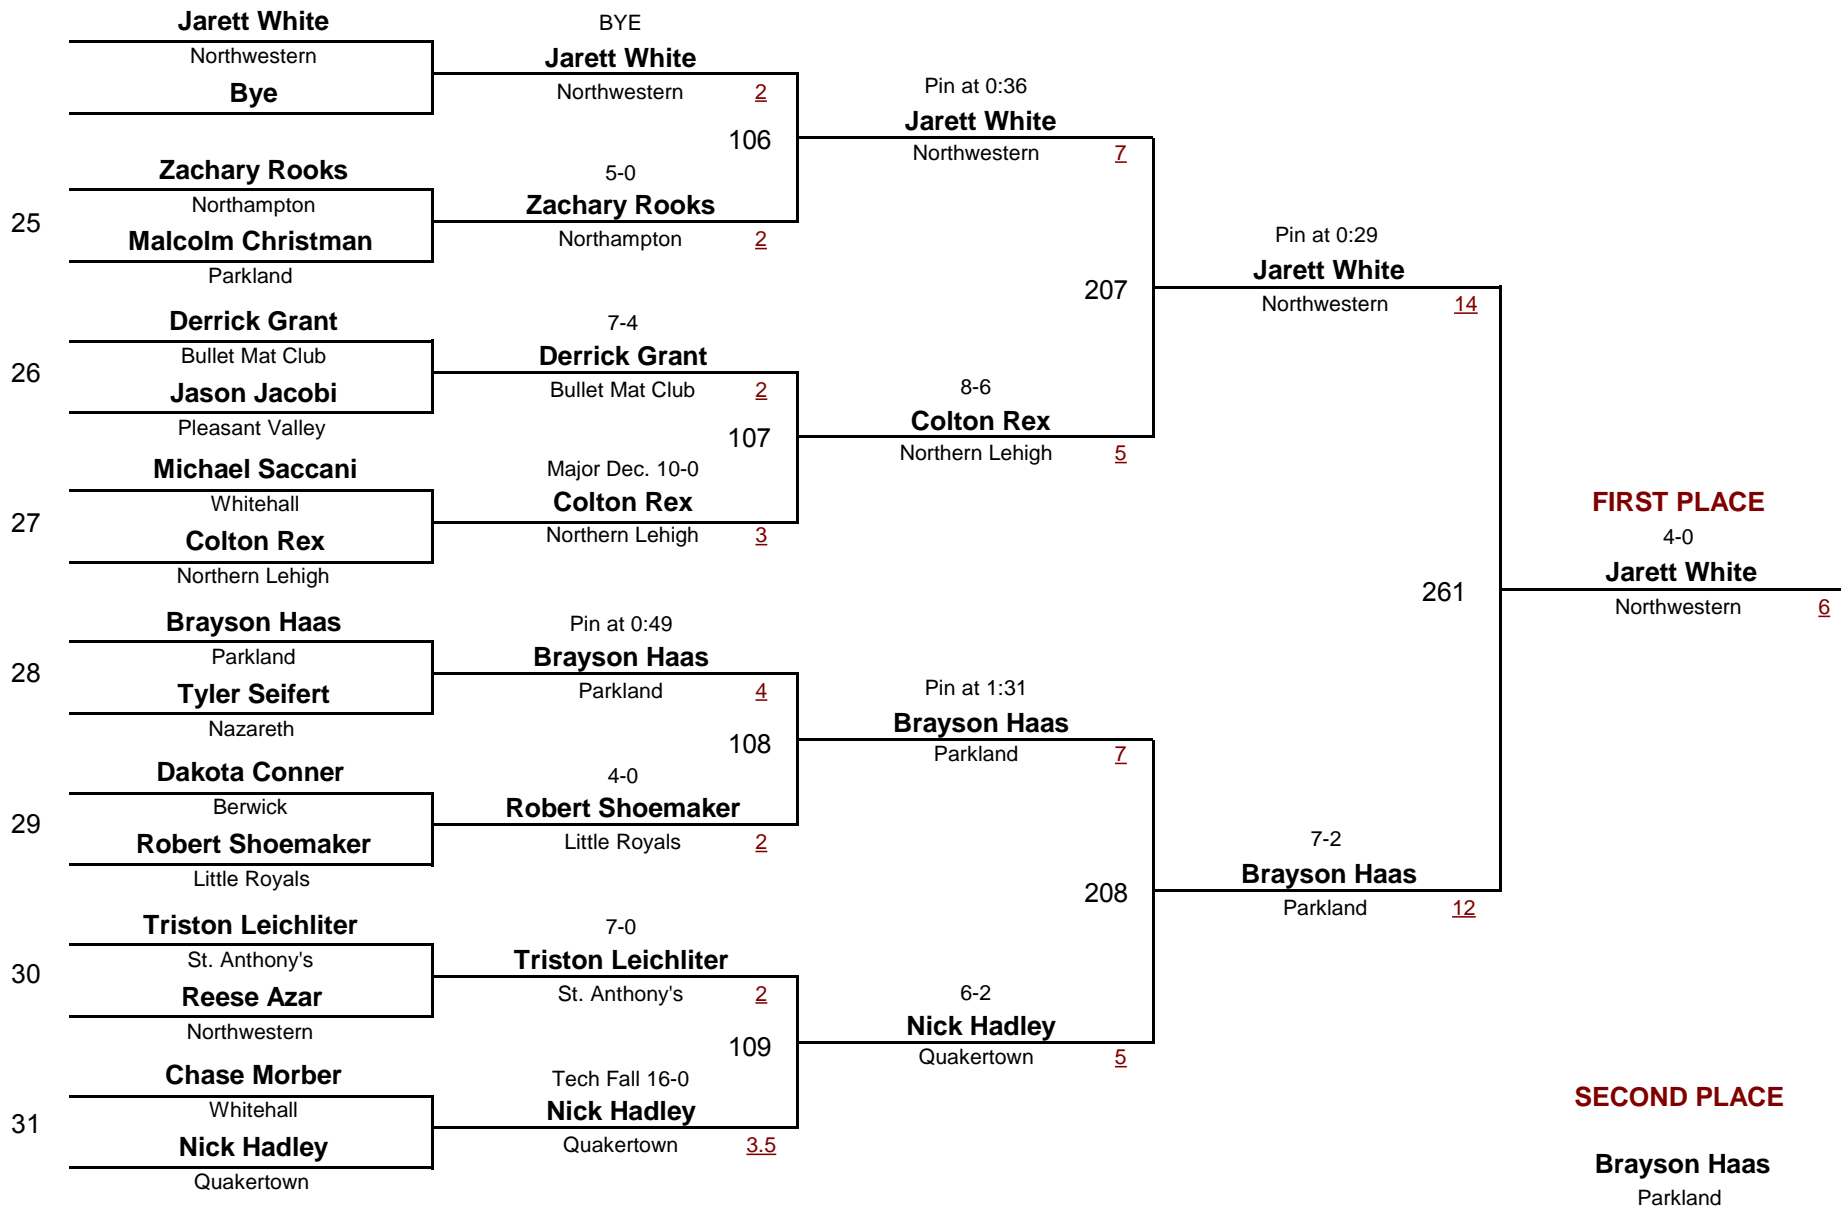 Jarett White
Northwestern
Bye
25
Zachary Rooks
Northampton
Malcolm Christman
Parkland
26
Derrick Grant
Bullet Mat Club
Jason Jacobi
Pleasant Valley
27
Michael Saccani
Whitehall
Colton Rex
Northern Lehigh
28
Brayson Haas
Parkland
Tyler Seifert
Nazareth
29
Dakota Conner
Berwick
Robert Shoemaker
Little Royals
30
Triston Leichliter
St. Anthony's
Reese Azar
Northwestern
31
Chase Morber
Whitehall
Nick Hadley
Quakertown
BYE
Jarett White
Northwestern 2
106
5-0
Zachary Rooks
Northampton 2
7-4
Derrick Grant
Bullet Mat Club 2
107
Major Dec. 10-0
Colton Rex
Northern Lehigh 3
Pin at 0:49
Brayson Haas
Parkland 4
108
4-0
Robert Shoemaker
Little Royals 2
7-0
Triston Leichliter
St. Anthony's 2
109
Tech Fall 16-0
Nick Hadley
Quakertown 3.5
Pin at 0:36
Jarett White
Northwestern 7
207
8-6
Colton Rex
Northern Lehigh 5
Pin at 1:31
Brayson Haas
Parkland 7
208
6-2
Nick Hadley
Quakertown 5
Pin at 0:29
Jarett White
Northwestern 14
261
7-2
Brayson Haas
Parkland 12
FIRST PLACE
4-0
Jarett White
Northwestern 6
SECOND PLACE
Brayson Haas
Parkland